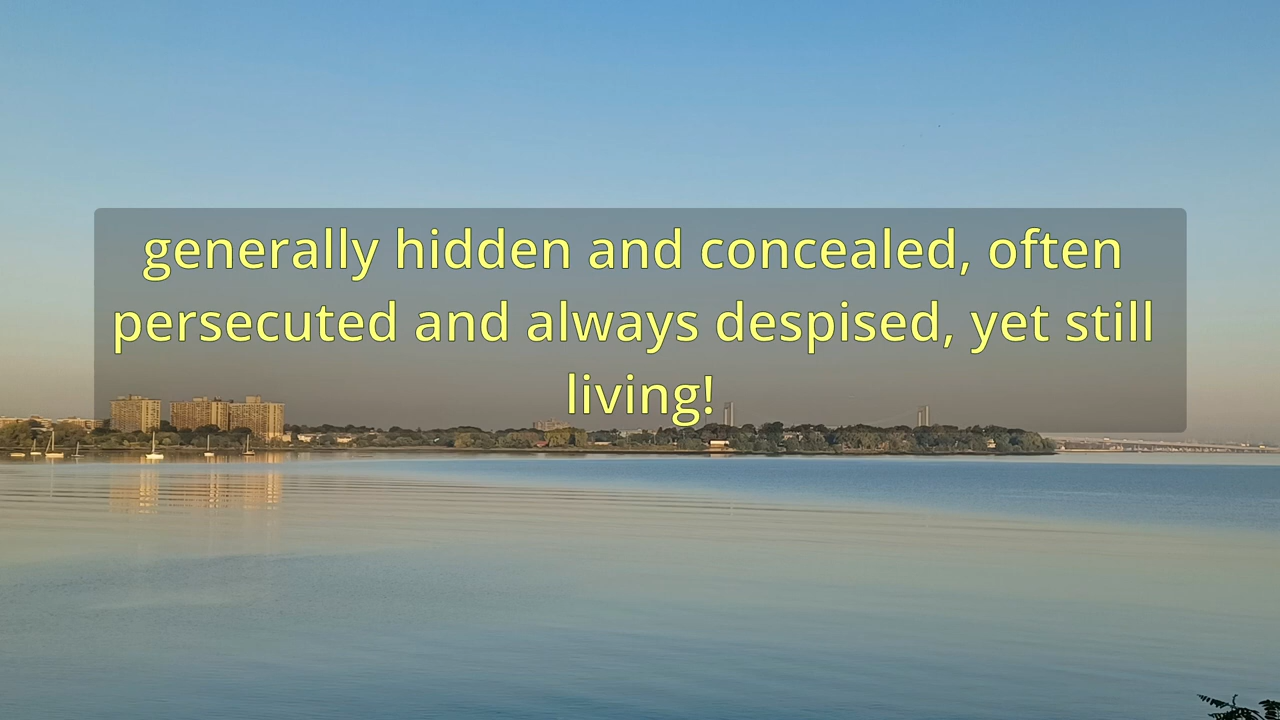 generally hidden and concealed, often
persecuted and always despised, yet still
living!